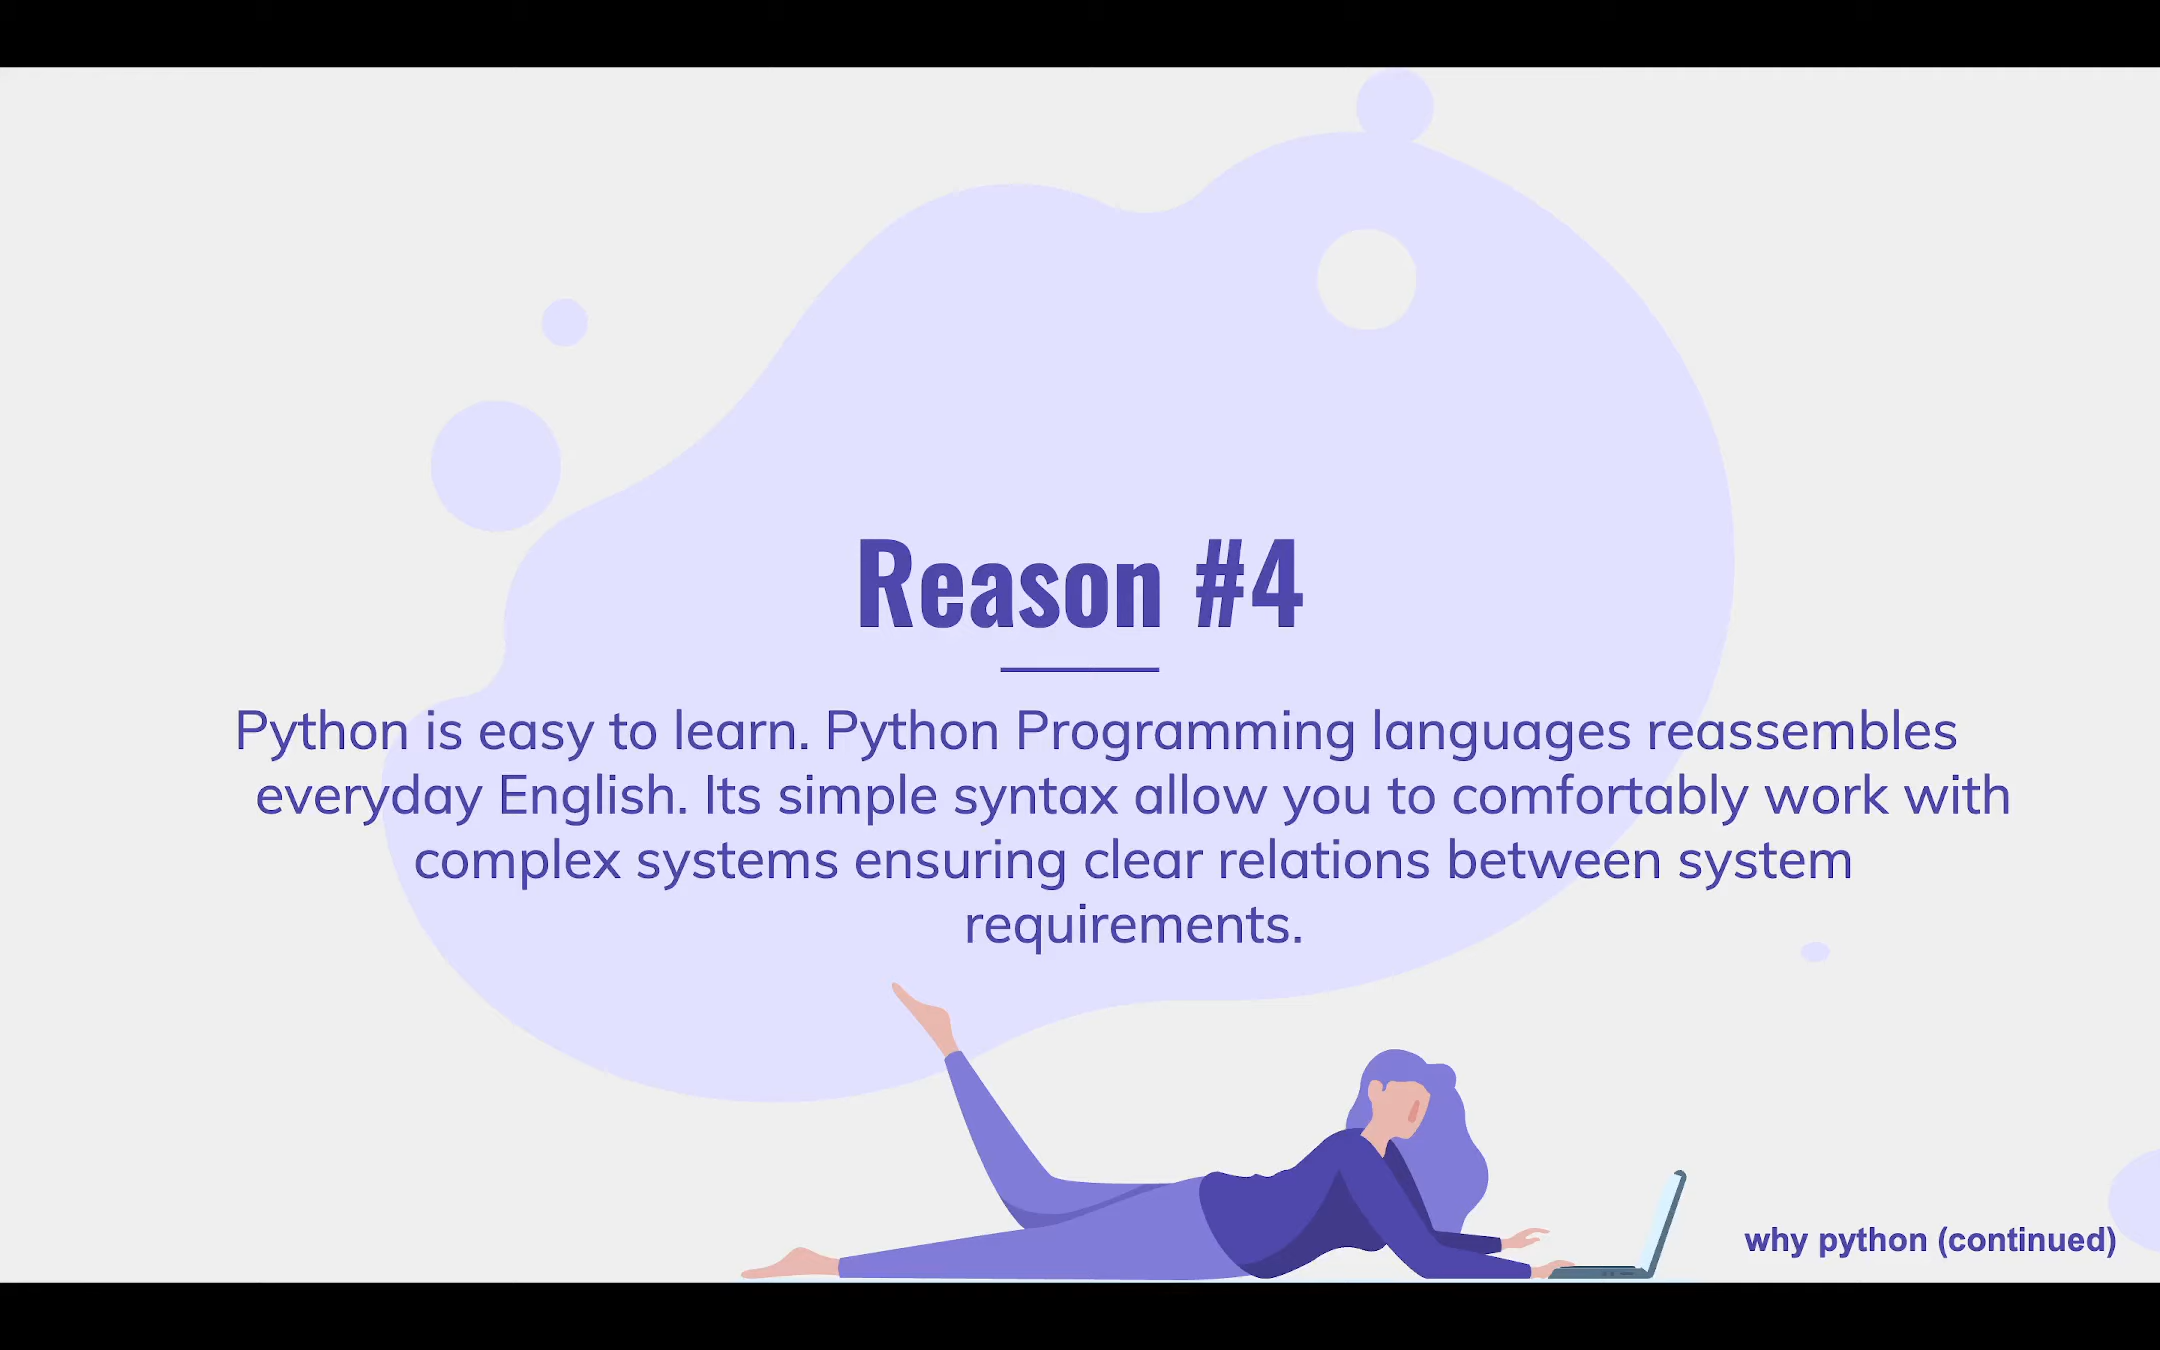 Reason #4
Python is easy to learn. Python Programming languages reassembles
everyday English. Its simple syntax allow you to comfortably work with
complex systems ensuring clear relations between system
requirements.
why python (continued)